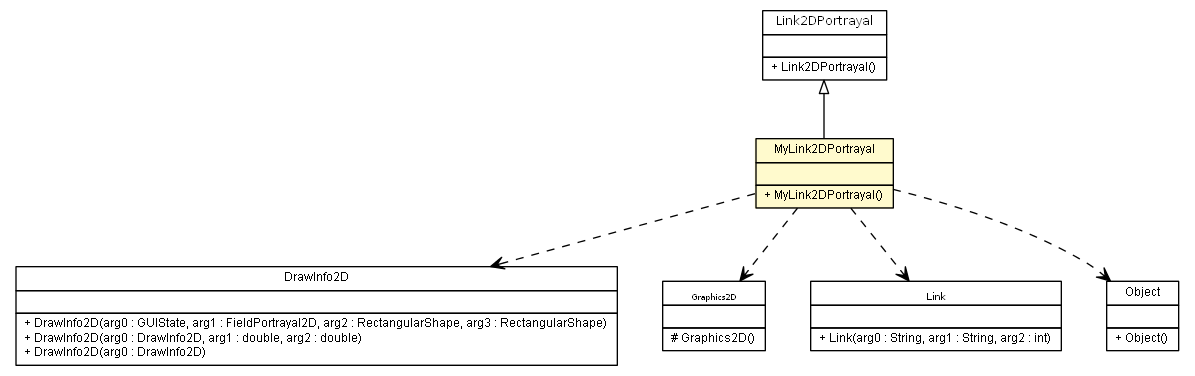 Link2DPortrayal
+ Link2DPortrayal()
MyLink2DPortrayal
+ MyLink2DPortrayal()
DrawInfo2D
+ DrawInfo2D(arg0 : GUIState, arg1 : FieldPortrayal2D, arg2 : RectangularShape, arg3 : RectangularShape)
+ DrawInfo2D(arg0 : DrawInfo2D, arg1 : double, arg2 : double)
+ DrawInfo2D(arg0 : DrawInfo2D)
Graphics2D
# Graphics2D()
Link
+ Link(arg0 : String, arg1 : String, arg2 : int)
Object
+ Object()